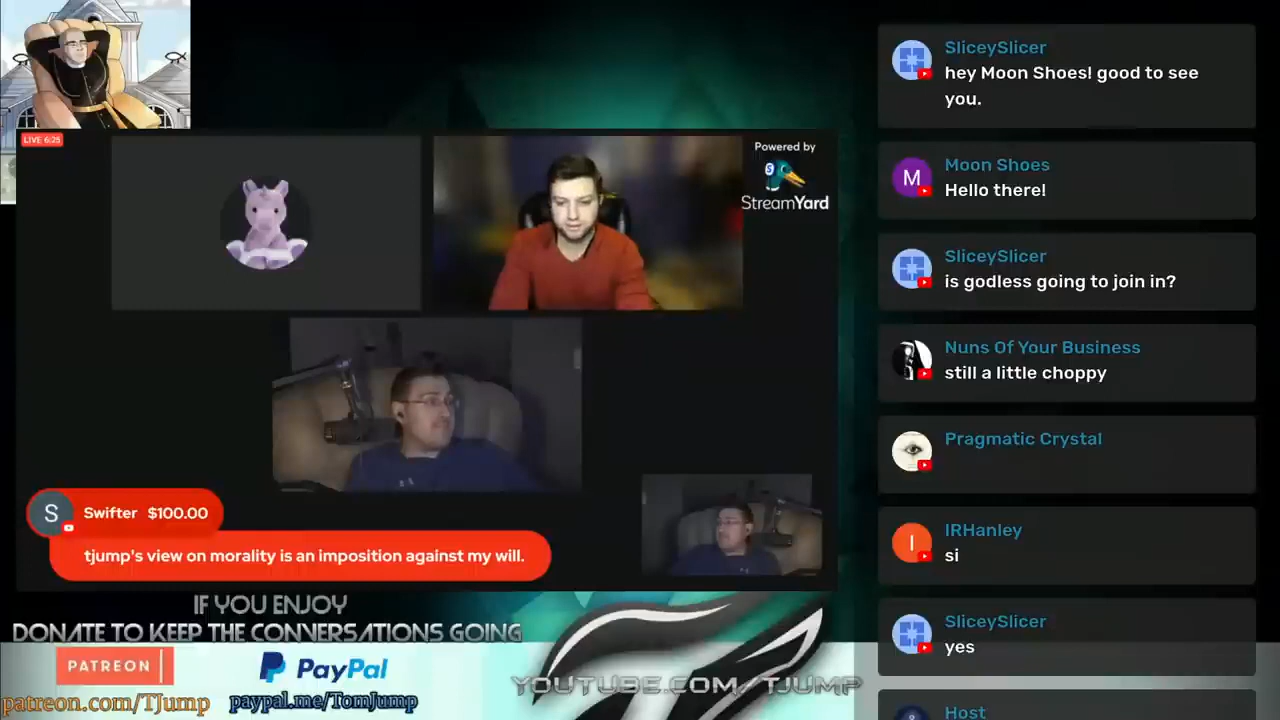 LIVE 6:25
Powered by
S
StreamYard
S
Swifter $100.00
tjump's view on morality is an imposition against my will.
IF YOU ENJOY
DONATE TO KEEP THE CONVERSATIONS GOING
PATREON
PayPal
patreon.com/TJump
paypal.me/TomJump
YOUTUBE.COM/TJUMP
SliceySlicer
hey Moon Shoes! good to see
you.
M
Moon Shoes
Hello there!
SliceySlicer
is godless going to join in?
Nuns Of Your Business
still a little choppy
Pragmatic Crystal
I
IRHanley
si
SliceySlicer
yes
Host